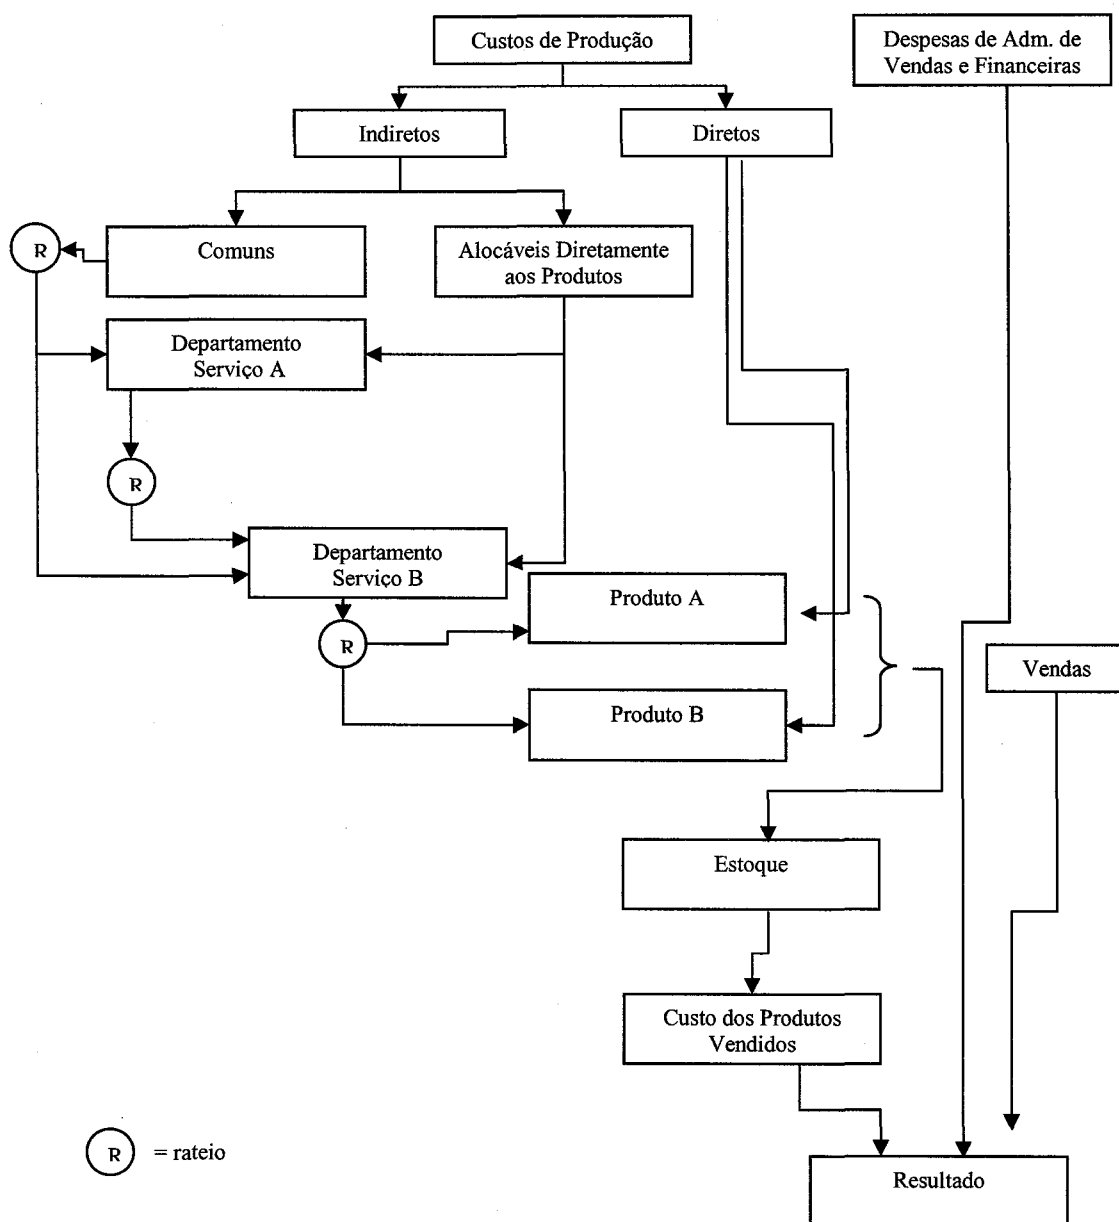 Custos de Produção
Despesas de Adm. de
Vendas e Financeiras
Indiretos
Diretos
R
Comuns
Alocáveis Diretamente
aos Produtos
Departamento
Serviço A
R
Departamento
Serviço B
Produto A
R
Vendas
Produto B
Estoque
Custo dos Produtos
Vendidos
R = rateio
Resultado